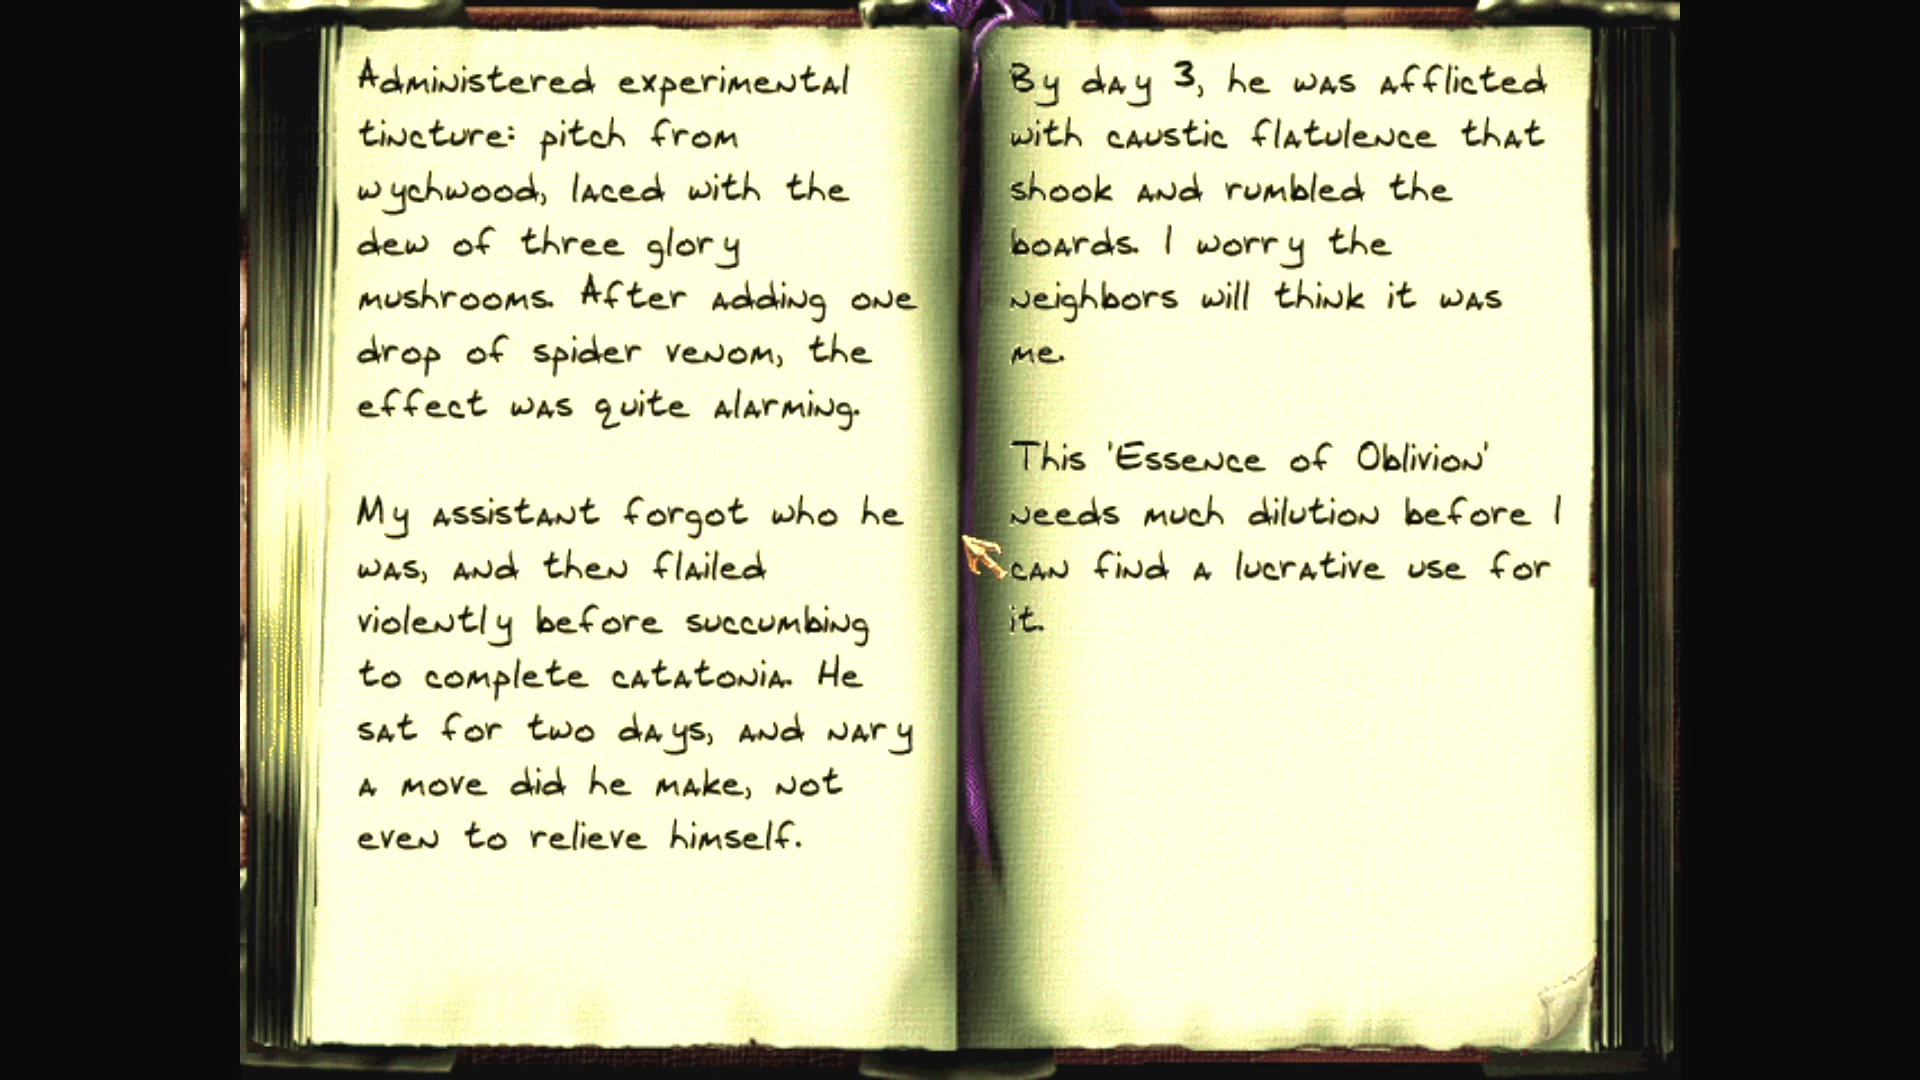 Administered experimental
tincture: pitch from
wychwood, laced with the
dew of three glory
mushrooms. After adding one
drop of spider venom, the
effect was quite alarming.
My assistant forgot who he
was, and then flailed
violently before succumbing
to complete catatonia. He
sat for two days, and nary
a move did he make, not
even to relieve himself.
By day 3, he was afflicted
with caustic flatulence that
shook and rumbled the
boards. I worry the
neighbors will think it was
me.
This 'Essence of Oblivion'
needs much dilution before I
can find a lucrative use for
it.